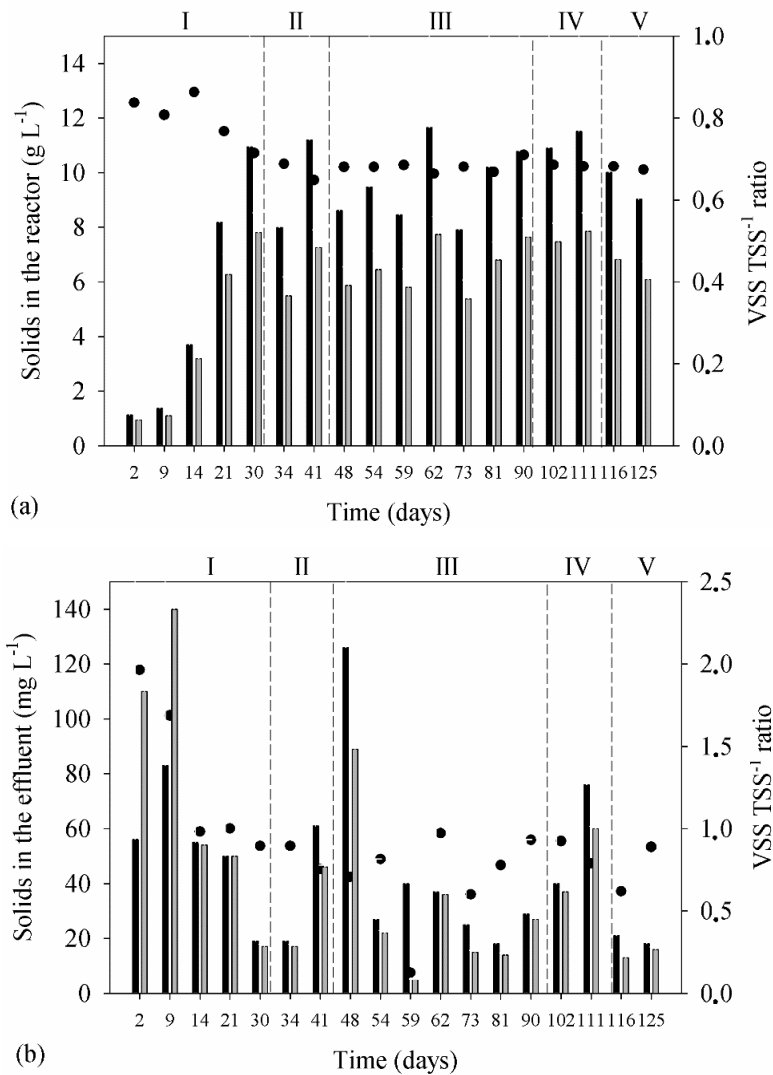 I II III IV V
14 1.0
12 0.8
10
8 0.6
6 0.4
4
2 0.2
0 0.0
Solids in the reactor (g L⁻¹)
VSS TSS⁻¹ ratio
2 9 14 21 30 34 41 48 54 59 62 73 81 90 102 111 116 125
(a) Time (days)
I II III IV V
140 2.5
120 2.0
100
80 1.5
60 1.0
40
20 0.5
0 0.0
Solids in the effluent (mg L⁻¹)
VSS TSS⁻¹ ratio
2 9 14 21 30 34 41 48 54 59 62 73 81 90 102 111 116 125
(b) Time (days)